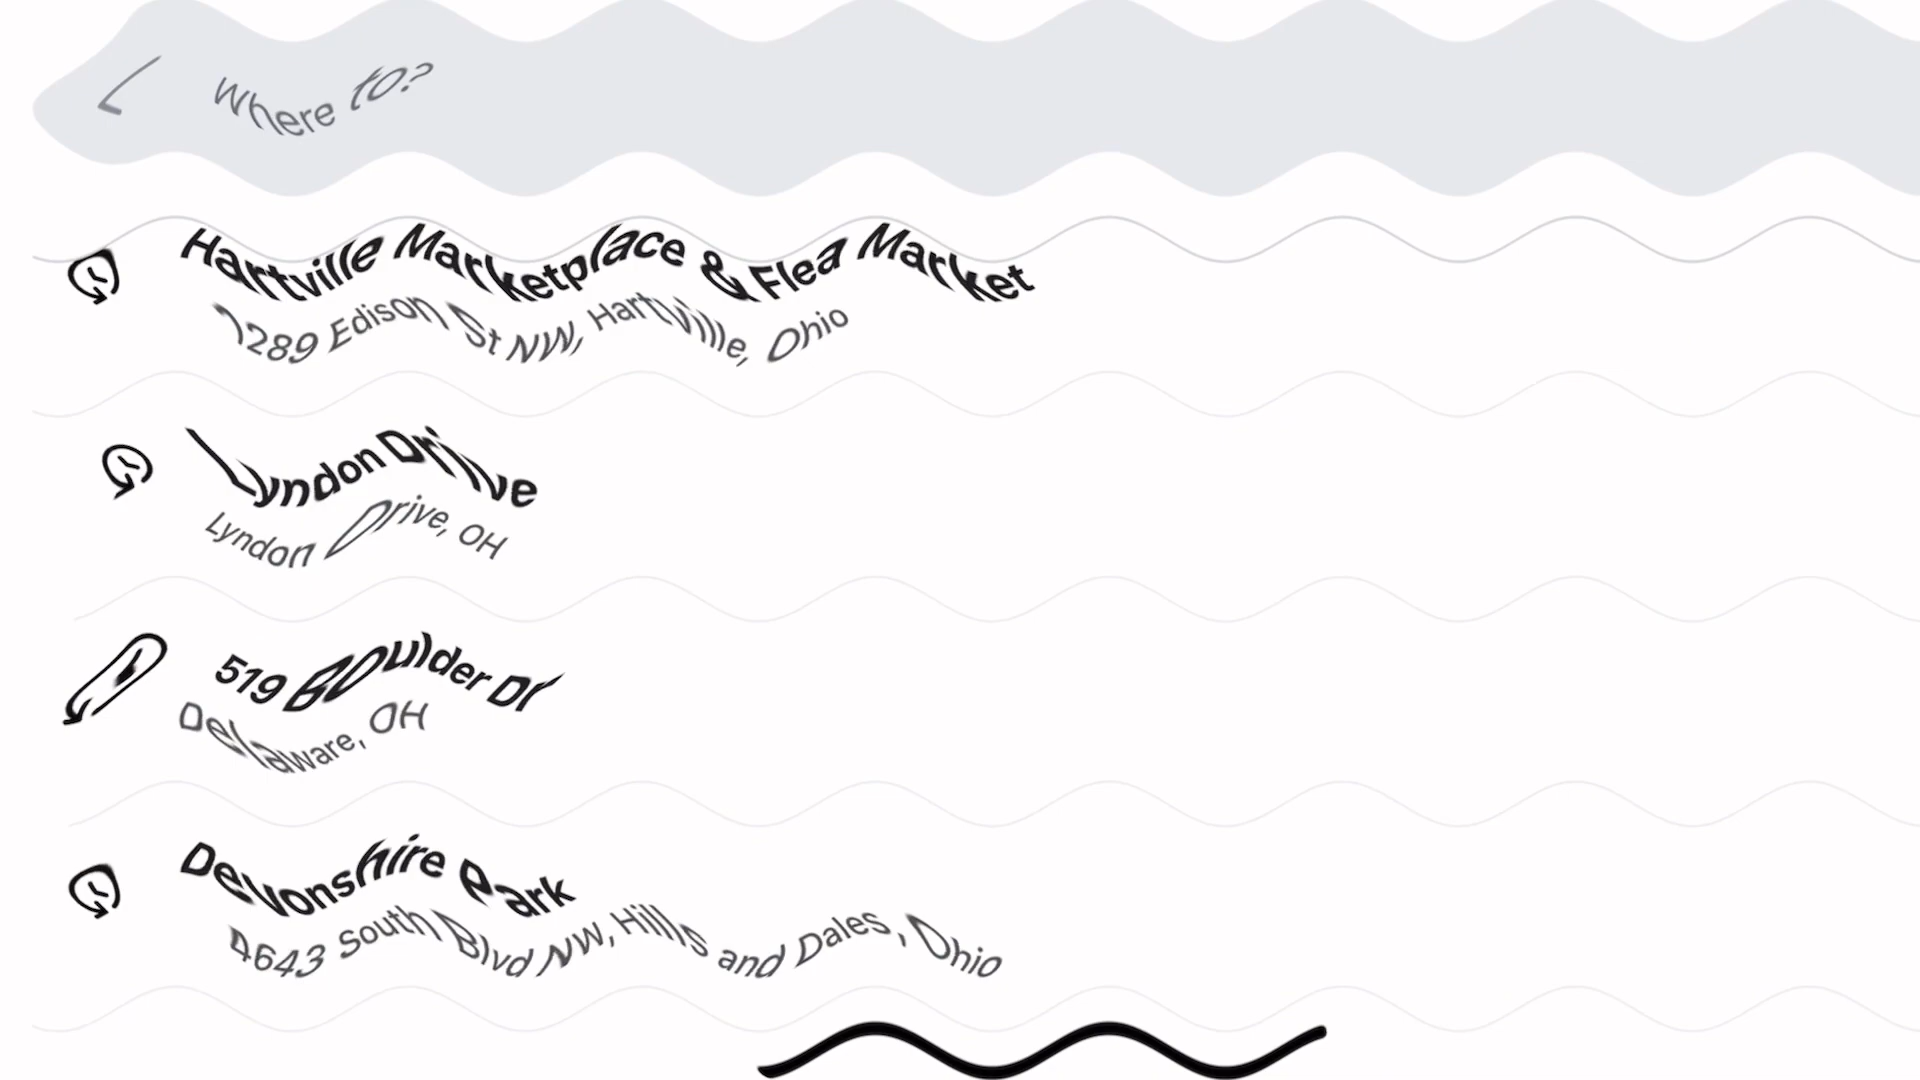 Where to?
Hartville Marketplace & Flea Market
1289 Edison St NW, Hartville, Ohio
Lyndon Drive
Lyndon Drive, OH
519 Boulder Dr
Delaware, OH
Devonshire Park
4643 South Blvd NW, Hills and Dales, Ohio